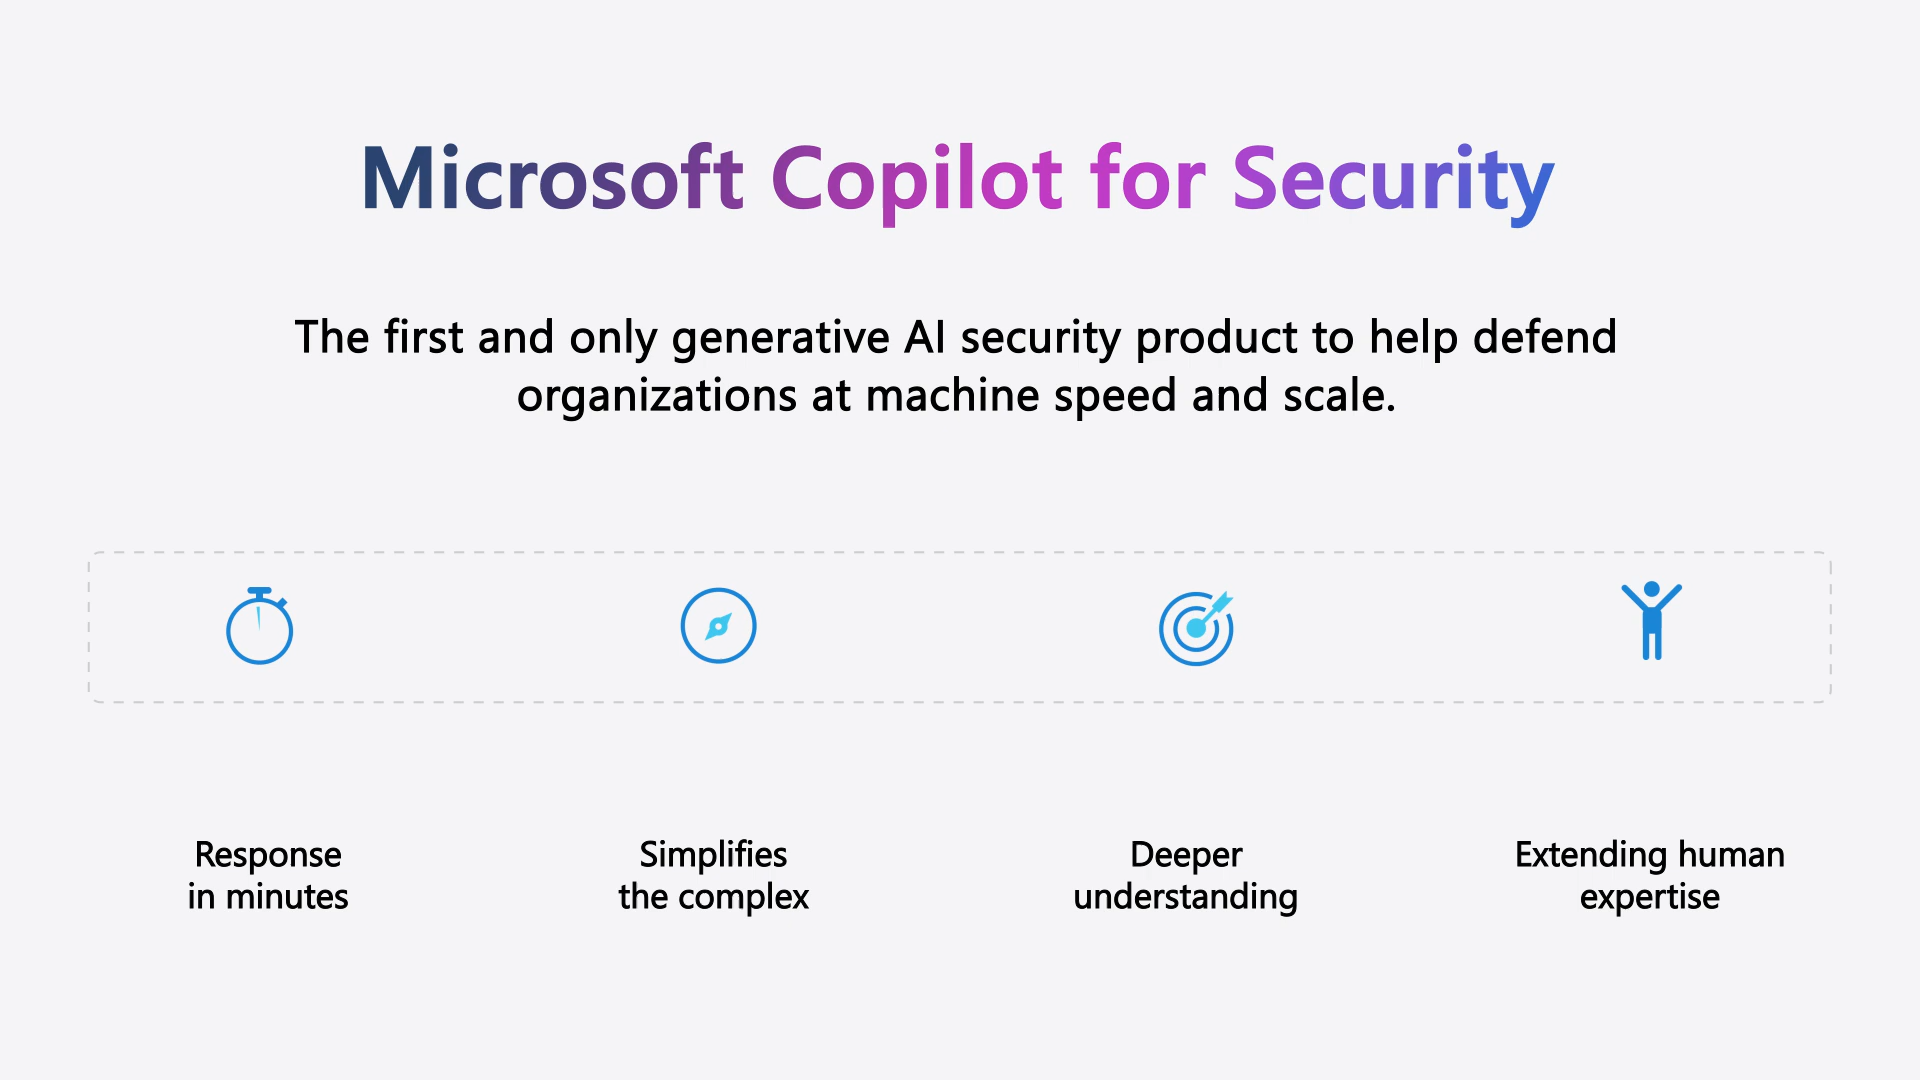 Microsoft Copilot for Security
The first and only generative AI security product to help defend
organizations at machine speed and scale.
Response
in minutes
Simplifies
the complex
Deeper
understanding
Extending human
expertise